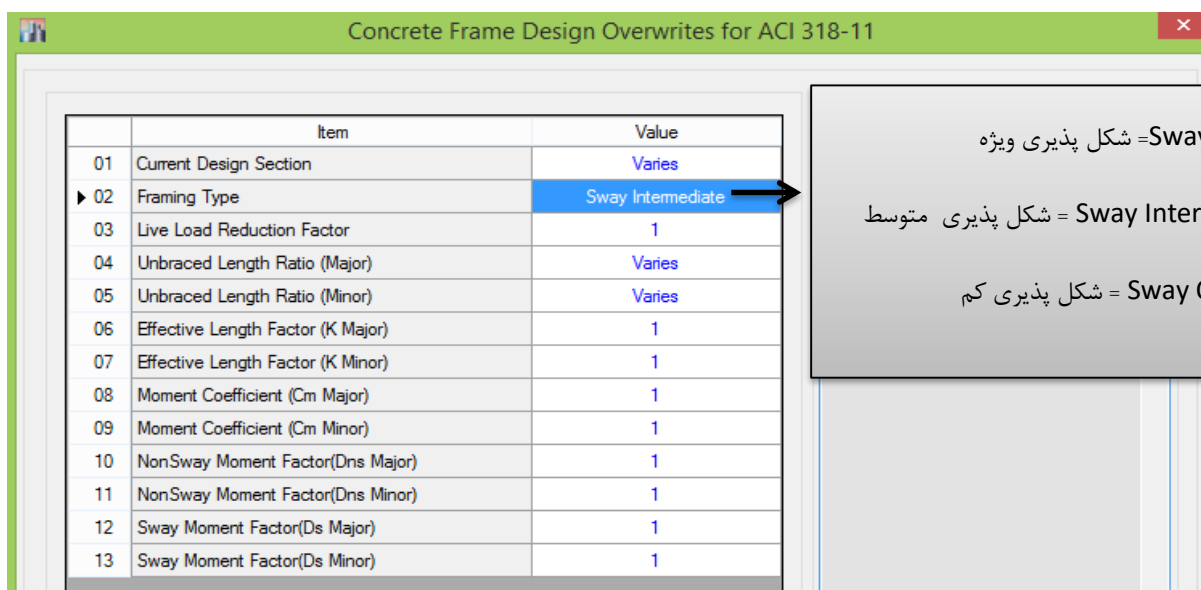 Concrete Frame Design Overwrites for ACI 318-11
Item Value
01 Current Design Section Varies
02 Framing Type Sway Intermediate
03 Live Load Reduction Factor 1
04 Unbraced Length Ratio (Major) Varies
05 Unbraced Length Ratio (Minor) Varies
06 Effective Length Factor (K Major) 1
07 Effective Length Factor (K Minor) 1
08 Moment Coefficient (Cm Major) 1
09 Moment Coefficient (Cm Minor) 1
10 NonSway Moment Factor(Dns Major) 1
11 NonSway Moment Factor(Dns Minor) 1
12 Sway Moment Factor(Ds Major) 1
13 Sway Moment Factor(Ds Minor) 1
Sway= شکل پذیری ویژه
Sway Inter = شکل پذیری متوسط
Sway = شکل پذیری کم